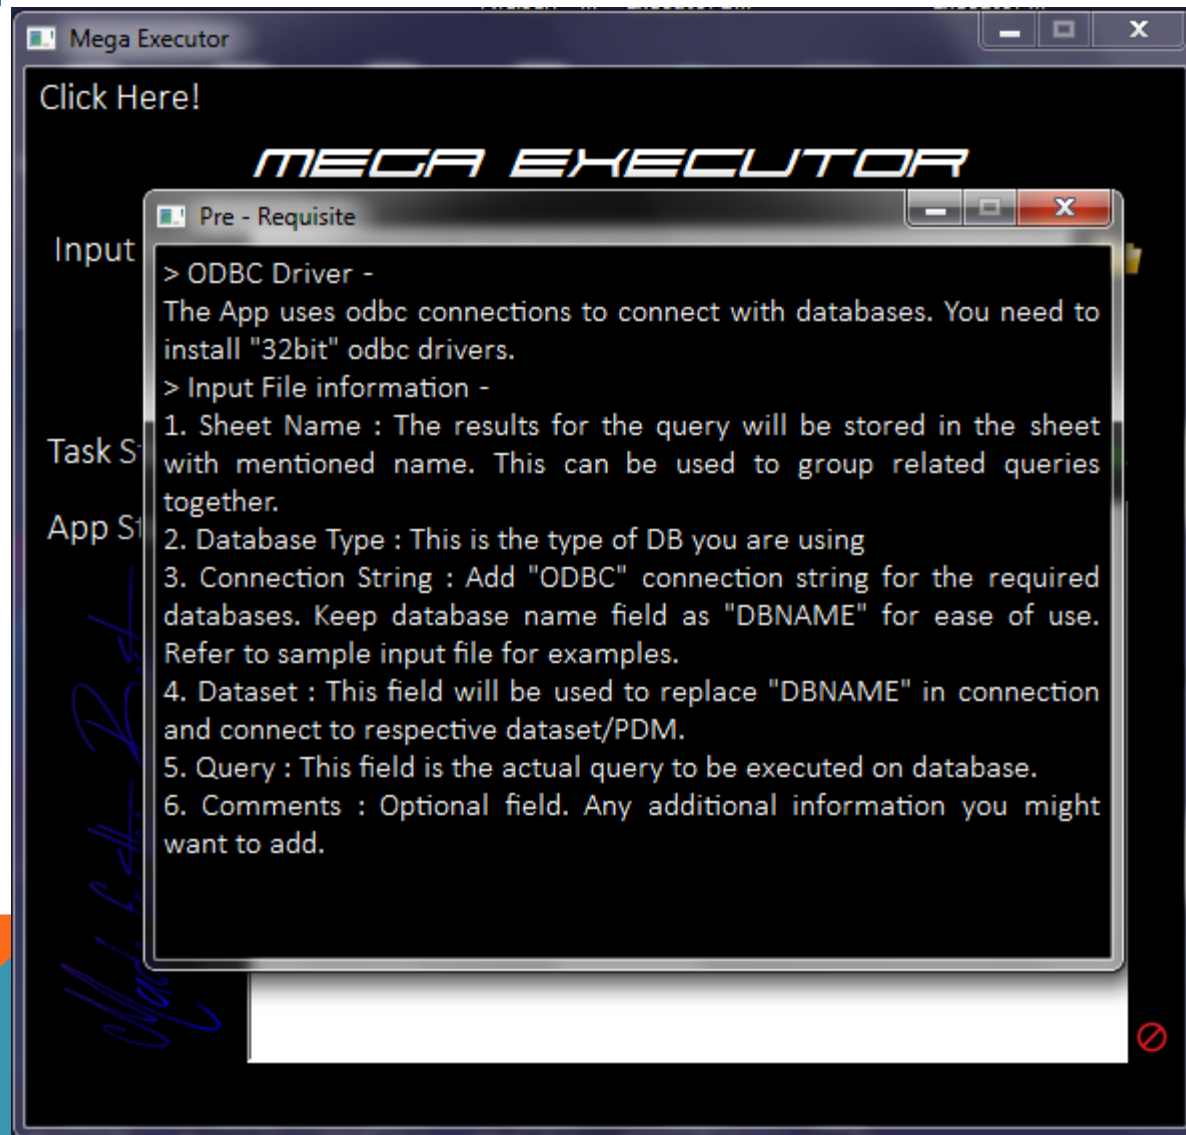 Mega Executor
Click Here!
MEGA EXECUTOR
Pre - Requisite
Input
> ODBC Driver -
The App uses odbc connections to connect with databases. You need to
install "32bit" odbc drivers.
> Input File information -
1. Sheet Name : The results for the query will be stored in the sheet
Task S
with mentioned name. This can be used to group related queries
together.
App St
2. Database Type : This is the type of DB you are using
3. Connection String : Add "ODBC" connection string for the required
databases. Keep database name field as "DBNAME" for ease of use.
Refer to sample input file for examples.
4. Dataset : This field will be used to replace "DBNAME" in connection
and connect to respective dataset/PDM.
5. Query : This field is the actual query to be executed on database.
6. Comments : Optional field. Any additional information you might
want to add.